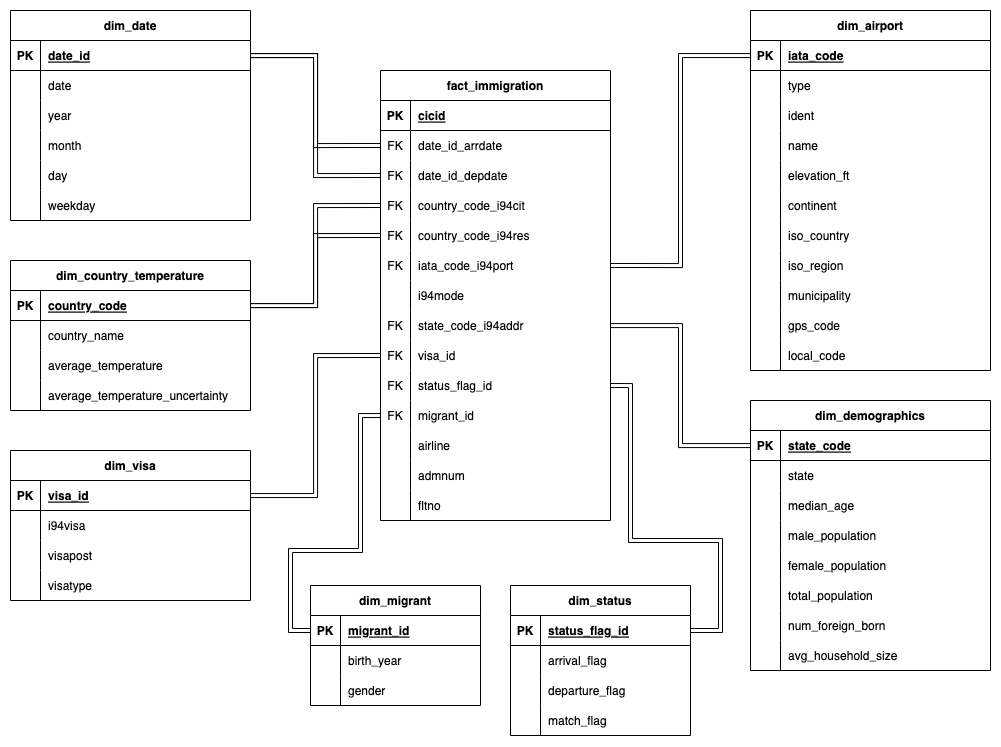 dim_date
PK date_id
date
year
month
day
weekday
dim_country_temperature
PK country_code
country_name
average_temperature
average_temperature_uncertainty
dim_visa
PK visa_id
i94visa
visapost
visatype
fact_immigration
PK cicid
FK date_id_arrdate
FK date_id_depdate
FK country_code_i94cit
FK country_code_i94res
FK iata_code_i94port
i94mode
FK state_code_i94addr
FK visa_id
FK status_flag_id
FK migrant_id
airline
admnum
fltno
dim_migrant
PK migrant_id
birth_year
gender
dim_status
PK status_flag_id
arrival_flag
departure_flag
match_flag
dim_airport
PK iata_code
type
ident
name
elevation_ft
continent
iso_country
iso_region
municipality
gps_code
local_code
dim_demographics
PK state_code
state
median_age
male_population
female_population
total_population
num_foreign_born
avg_household_size